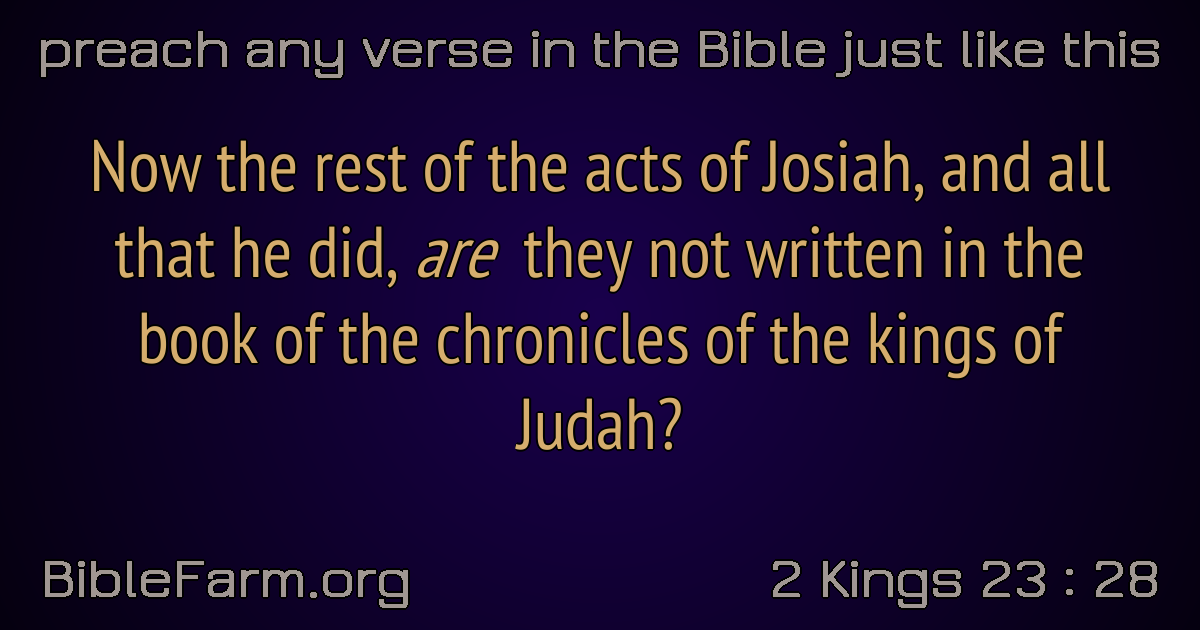 preach any verse in the Bible just like this
Now the rest of the acts of Josiah, and all
that he did, are they not written in the
book of the chronicles of the kings of
Judah?
BibleFarm.org
2 Kings 23 : 28